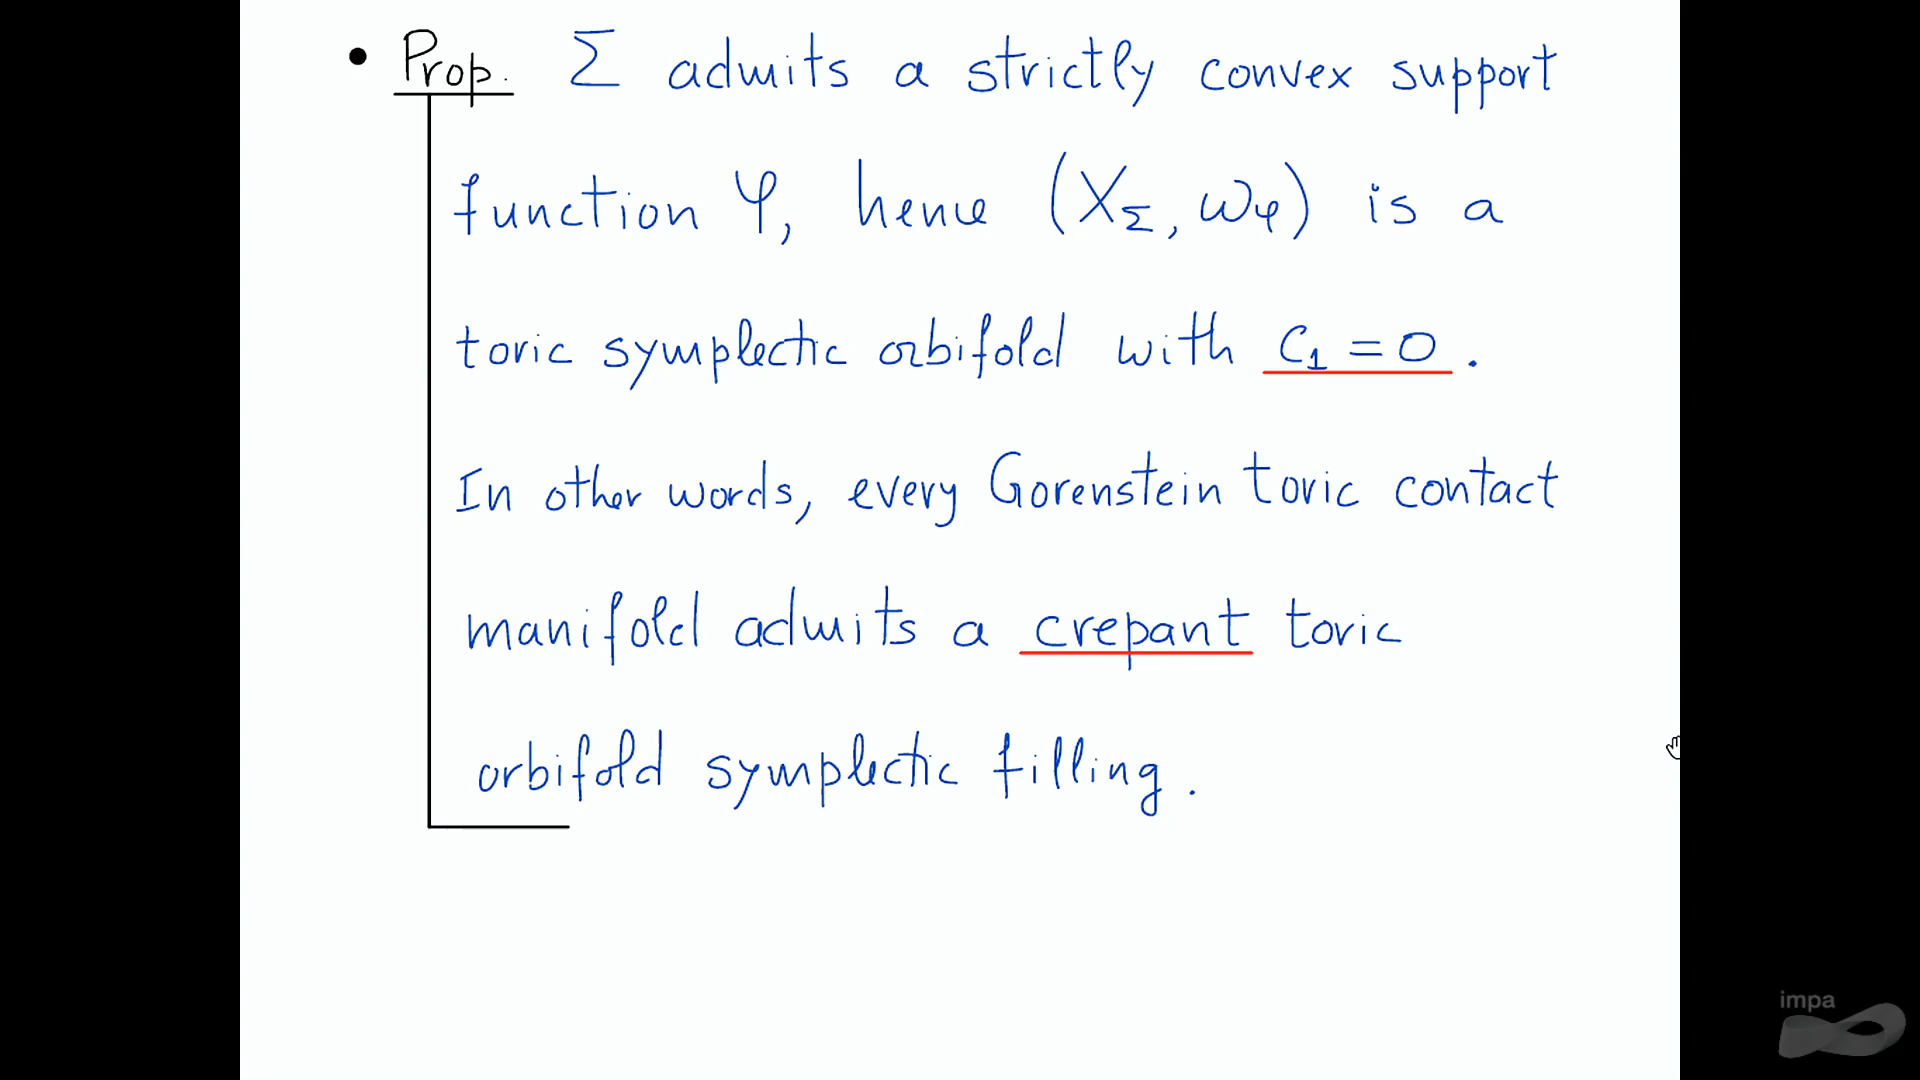 • Prop. Σ admits a strictly convex support
function φ, hence (X_Σ, ω_φ) is a
toric symplectic orbifold with c₁ = 0.
In other words, every Gorenstein toric contact
manifold admits a crepant toric
orbifold symplectic filling.
impa